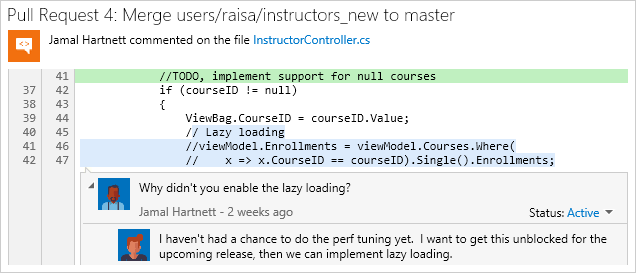 Pull Request 4: Merge users/raisa/instructors_new to master
Jamal Hartnett commented on the file InstructorController.cs
41 //TODO, implement support for null courses
37 42 if (courseID != null)
38 43 {
39 44 ViewBag.CourseID = courseID.Value;
40 45 // Lazy loading
41 46 //viewModel.Enrollments = viewModel.Courses.Where(
42 47 // x => x.CourseID == courseID).Single().Enrollments;
Why didn't you enable the lazy loading?
Jamal Hartnett - 2 weeks ago Status: Active
I haven't had a chance to do the perf tuning yet. I want to get this unblocked for the
upcoming release, then we can implement lazy loading.